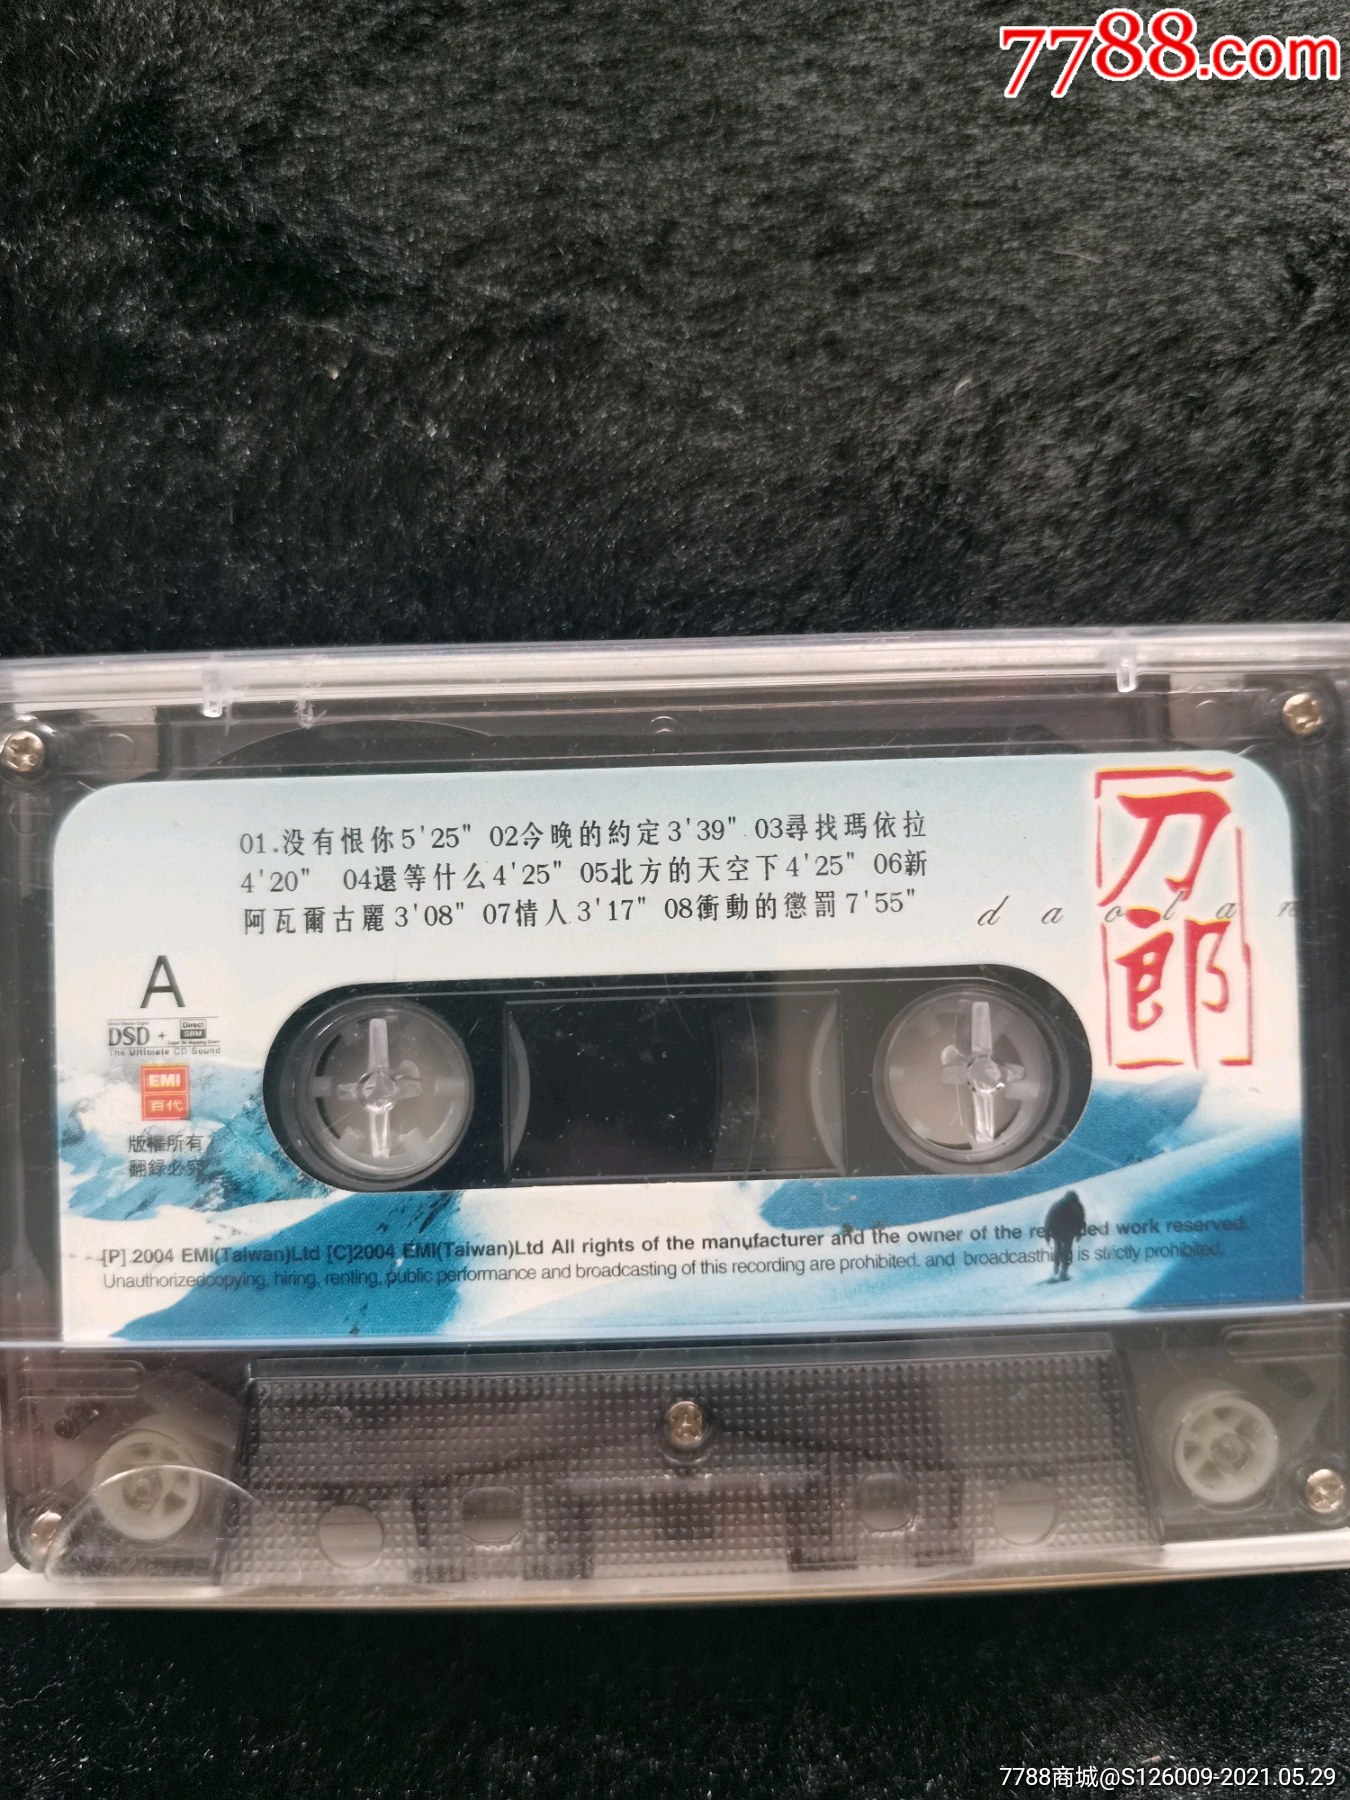 7788.com
01.没有恨你5'25" 02今晚的約定3'39" 03尋找瑪依拉
4'20" 04還等什么4'25" 05北方的天空下4'25" 06新
阿瓦爾古麗3'08" 07情人3'17" 08衝動的懲罰7'55"
刀郎
daolan
A
DSD + Direct SBM
The Ultimate CD Sound
EMI
百代
版權所有
翻録必究
[P] 2004 EMI(Taiwan)Ltd [C]2004 EMI(Taiwan)Ltd All rights of the manufacturer and the owner of the recorded work reserved.
Unauthorizedcopying, hiring, renting, public performance and broadcasting of this recording are prohibited. and broadcasthing is strictly prohibited.
7788商城@S126009-2021.05.29